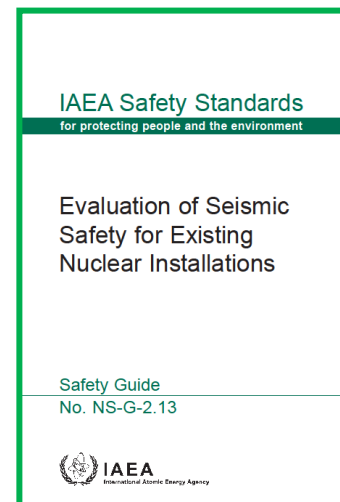 IAEA Safety Standards
for protecting people and the environment
Evaluation of Seismic
Safety for Existing
Nuclear Installations
Safety Guide
No. NS-G-2.13
IAEA
International Atomic Energy Agency